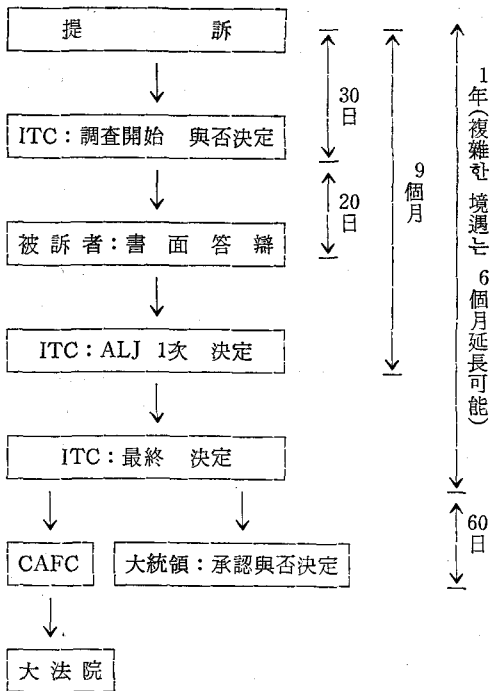 提 訴
ITC：調査開始 與否決定
被訴者：書面答辯
ITC：ALJ 1次 決定
ITC：最終 決定
CAFC
大統領：承認與否決定
大法院
30日
20日
9個月
1年(複雜한 境遇는 6個月延長可能)
60日